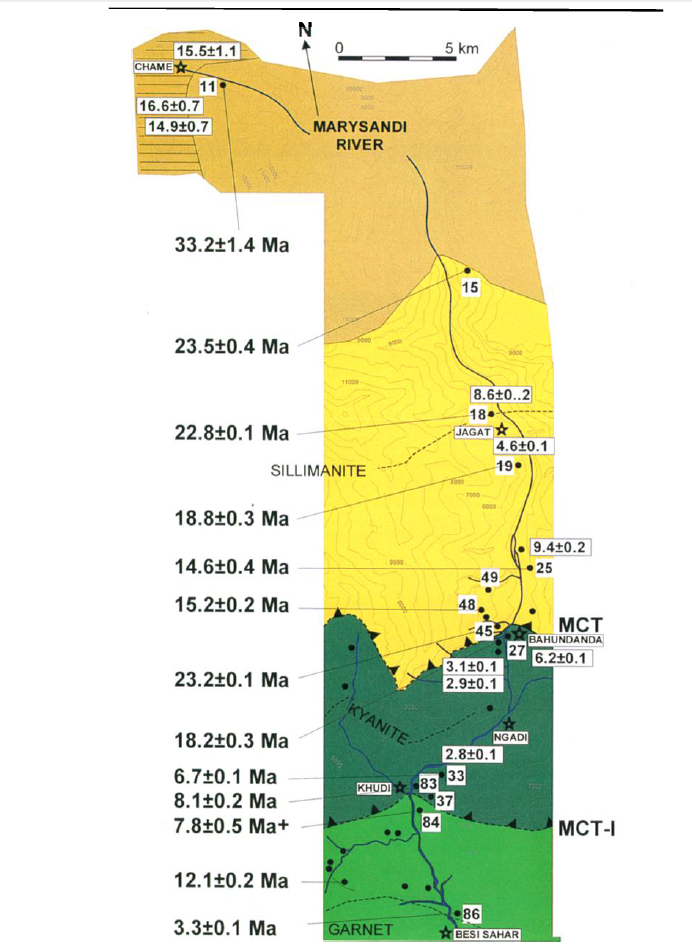 N
0 5 km
15.5±1.1
CHAME
11
16.6±0.7
14.9±0.7
MARYSANDI
RIVER
33.2±1.4 Ma
15
23.5±0.4 Ma
9000
9000
11000
8.6±0..2
18
22.8±0.1 Ma
JAGAT
4.6±0.1
SILLIMANITE
19
8000
7000
6000
18.8±0.3 Ma
9.4±0.2
14.6±0.4 Ma
25
49
15.2±0.2 Ma
48
MCT
45
BAHUNDANDA
27
6.2±0.1
3.1±0.1
23.2±0.1 Ma
2.9±0.1
KYANITE
NGADI
18.2±0.3 Ma
2.8±0.1
6.7±0.1 Ma
33
KHUDI
83
8.1±0.2 Ma
37
7.8±0.5 Ma+
84
MCT-I
12.1±0.2 Ma
86
3.3±0.1 Ma
GARNET
BESI SAHAR